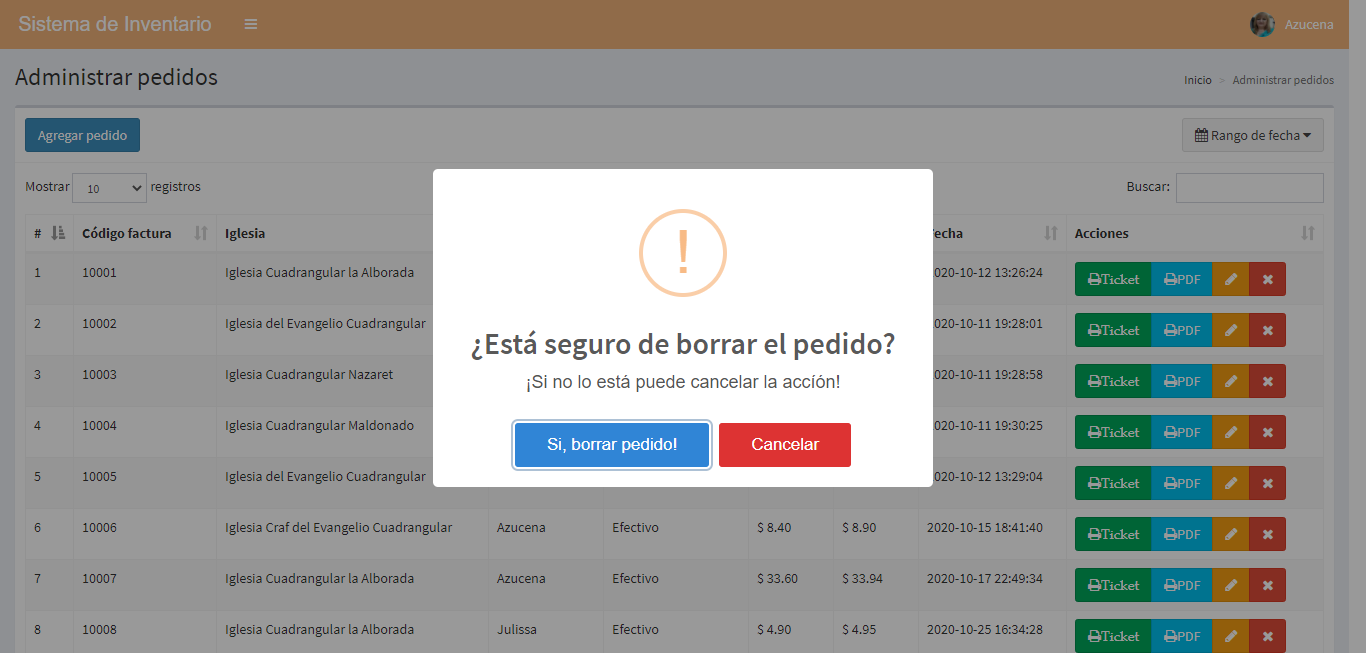 Sistema de Inventario
Azucena
Administrar pedidos
Inicio > Administrar pedidos
Agregar pedido
Rango de fecha
Mostrar 10 registros
Buscar:
# Código factura Iglesia Acciones
1 10001 Iglesia Cuadrangular la Alborada 2020-10-12 13:26:24 Ticket PDF
2 10002 Iglesia del Evangelio Cuadrangular 2020-10-11 19:28:01 Ticket PDF
3 10003 Iglesia Cuadrangular Nazaret 2020-10-11 19:28:58 Ticket PDF
4 10004 Iglesia Cuadrangular Maldonado 2020-10-11 19:30:25 Ticket PDF
5 10005 Iglesia del Evangelio Cuadrangular 2020-10-12 13:29:04 Ticket PDF
6 10006 Iglesia Craf del Evangelio Cuadrangular Azucena Efectivo $ 8.40 $ 8.90 2020-10-15 18:41:40 Ticket PDF
7 10007 Iglesia Cuadrangular la Alborada Azucena Efectivo $ 33.60 $ 33.94 2020-10-17 22:49:34 Ticket PDF
8 10008 Iglesia Cuadrangular la Alborada Julissa Efectivo $ 4.90 $ 4.95 2020-10-25 16:34:28 Ticket PDF
!
¿Está seguro de borrar el pedido?
¡Si no lo está puede cancelar la accíón!
Si, borrar pedido!
Cancelar